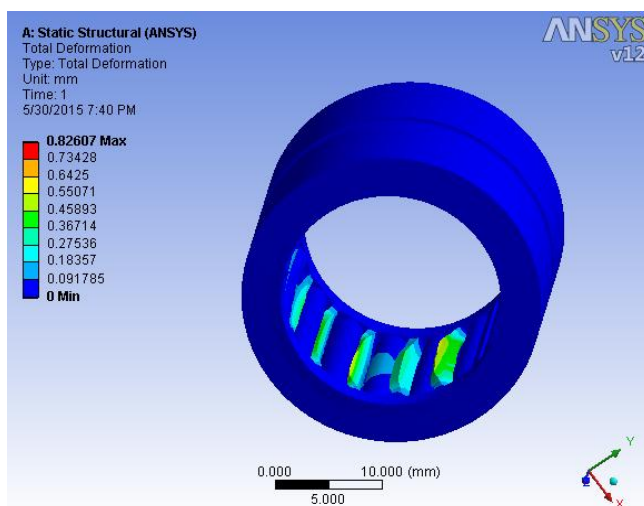 A: Static Structural (ANSYS)
Total Deformation
Type: Total Deformation
Unit: mm
Time: 1
5/30/2015 7:40 PM
ANSYS
v12
0.82607 Max
0.73428
0.6425
0.55071
0.45893
0.36714
0.27536
0.18357
0.091785
0 Min
0.000 10.000 (mm)
5.000
Y
Z
X